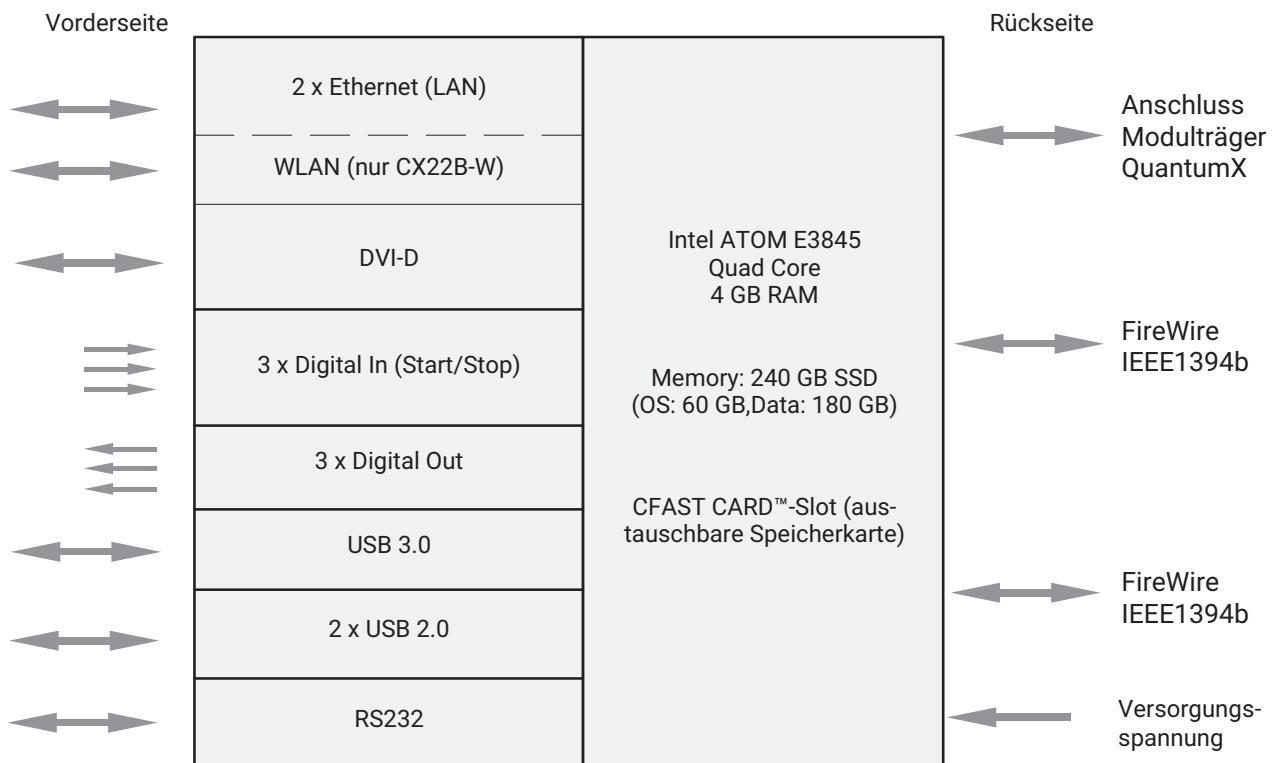 Vorderseite
Rückseite
2 x Ethernet (LAN)
WLAN (nur CX22B-W)
DVI-D
3 x Digital In (Start/Stop)
3 x Digital Out
USB 3.0
2 x USB 2.0
RS232
Intel ATOM E3845
Quad Core
4 GB RAM
Memory: 240 GB SSD
(OS: 60 GB,Data: 180 GB)
CFAST CARD™-Slot (aus-
tauschbare Speicherkarte)
Anschluss
Modulträger
QuantumX
FireWire
IEEE1394b
FireWire
IEEE1394b
Versorgungs-
spannung